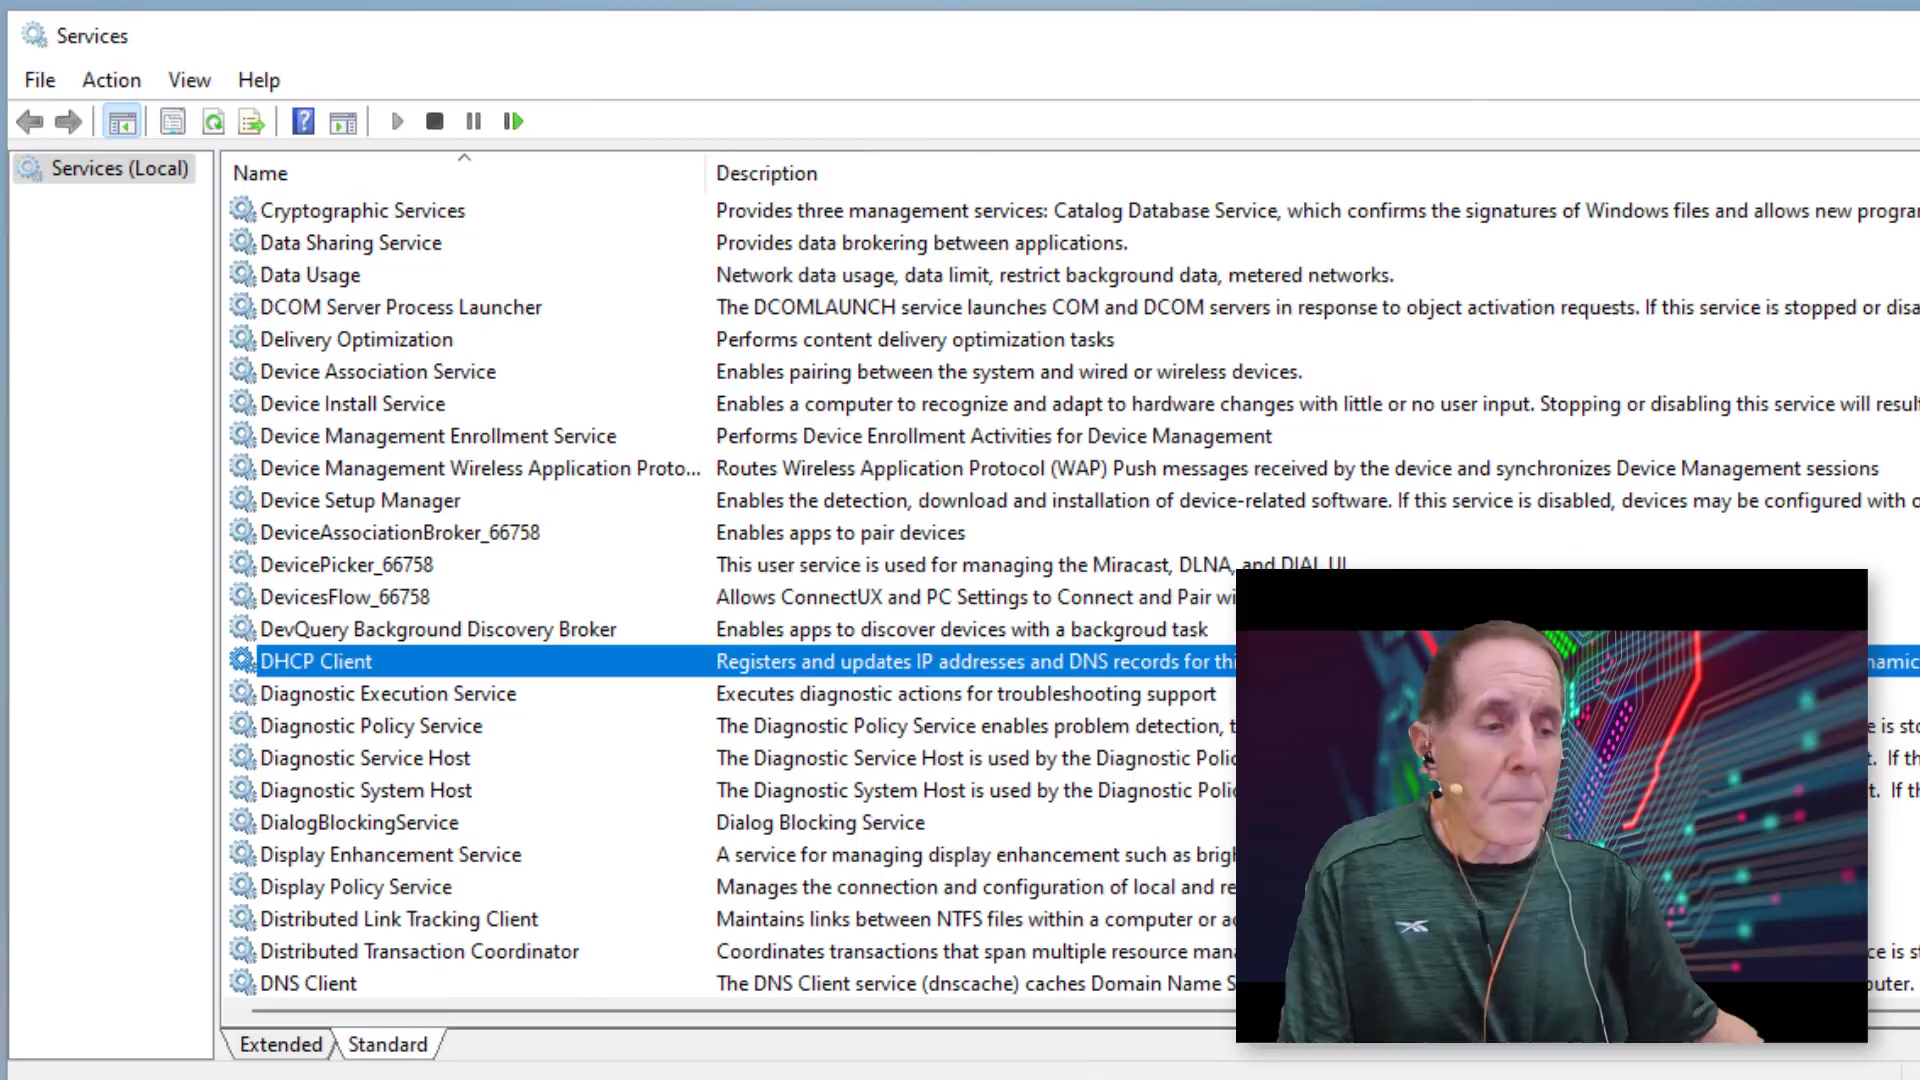 Services
File Action View Help
Services (Local)
Name Description
Cryptographic Services Provides three management services: Catalog Database Service, which confirms the signatures of Windows files and allows new
Data Sharing Service Provides data brokering between applications.
Data Usage Network data usage, data limit, restrict background data, metered networks.
DCOM Server Process Launcher The DCOMLAUNCH service launches COM and DCOM servers in response to object activation requests. If this service is stopped or
Delivery Optimization Performs content delivery optimization tasks
Device Association Service Enables pairing between the system and wired or wireless devices.
Device Install Service Enables a computer to recognize and adapt to hardware changes with little or no user input. Stopping or disabling this service will
Device Management Enrollment Service Performs Device Enrollment Activities for Device Management
Device Management Wireless Application Proto... Routes Wireless Application Protocol (WAP) Push messages received by the device and synchronizes Device Management sessions
Device Setup Manager Enables the detection, download and installation of device-related software. If this service is disabled, devices may be configured with
DeviceAssociationBroker_66758 Enables apps to pair devices
DevicePicker_66758 This user service is used for managing the Miracast, DLNA, and DIAL UI
DevicesFlow_66758 Allows ConnectUX and PC Settings to Connect and Pair
DevQuery Background Discovery Broker Enables apps to discover devices with a backgroud task
DHCP Client Registers and updates IP addresses and DNS records for
Diagnostic Execution Service Executes diagnostic actions for troubleshooting support
Diagnostic Policy Service The Diagnostic Policy Service enables problem detection, is
Diagnostic Service Host The Diagnostic Service Host is used by the Diagnostic If
Diagnostic System Host The Diagnostic System Host is used by the Diagnostic If
DialogBlockingService Dialog Blocking Service
Display Enhancement Service A service for managing display enhancement such as
Display Policy Service Manages the connection and configuration of local and
Distributed Link Tracking Client Maintains links between NTFS files within a computer or
Distributed Transaction Coordinator Coordinates transactions that span multiple resource is
DNS Client The DNS Client service (dnscache) caches Domain Name
Extended Standard